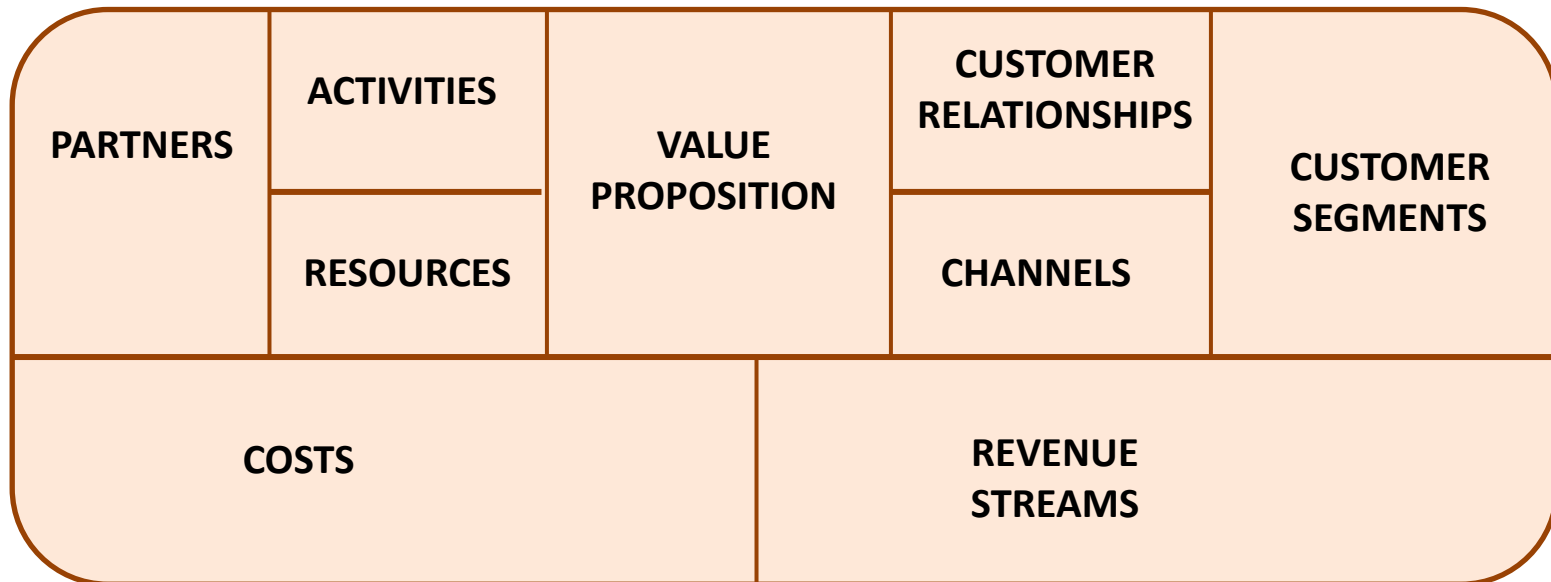 PARTNERS
ACTIVITIES
RESOURCES
VALUE
PROPOSITION
CUSTOMER
RELATIONSHIPS
CHANNELS
CUSTOMER
SEGMENTS
COSTS
REVENUE
STREAMS